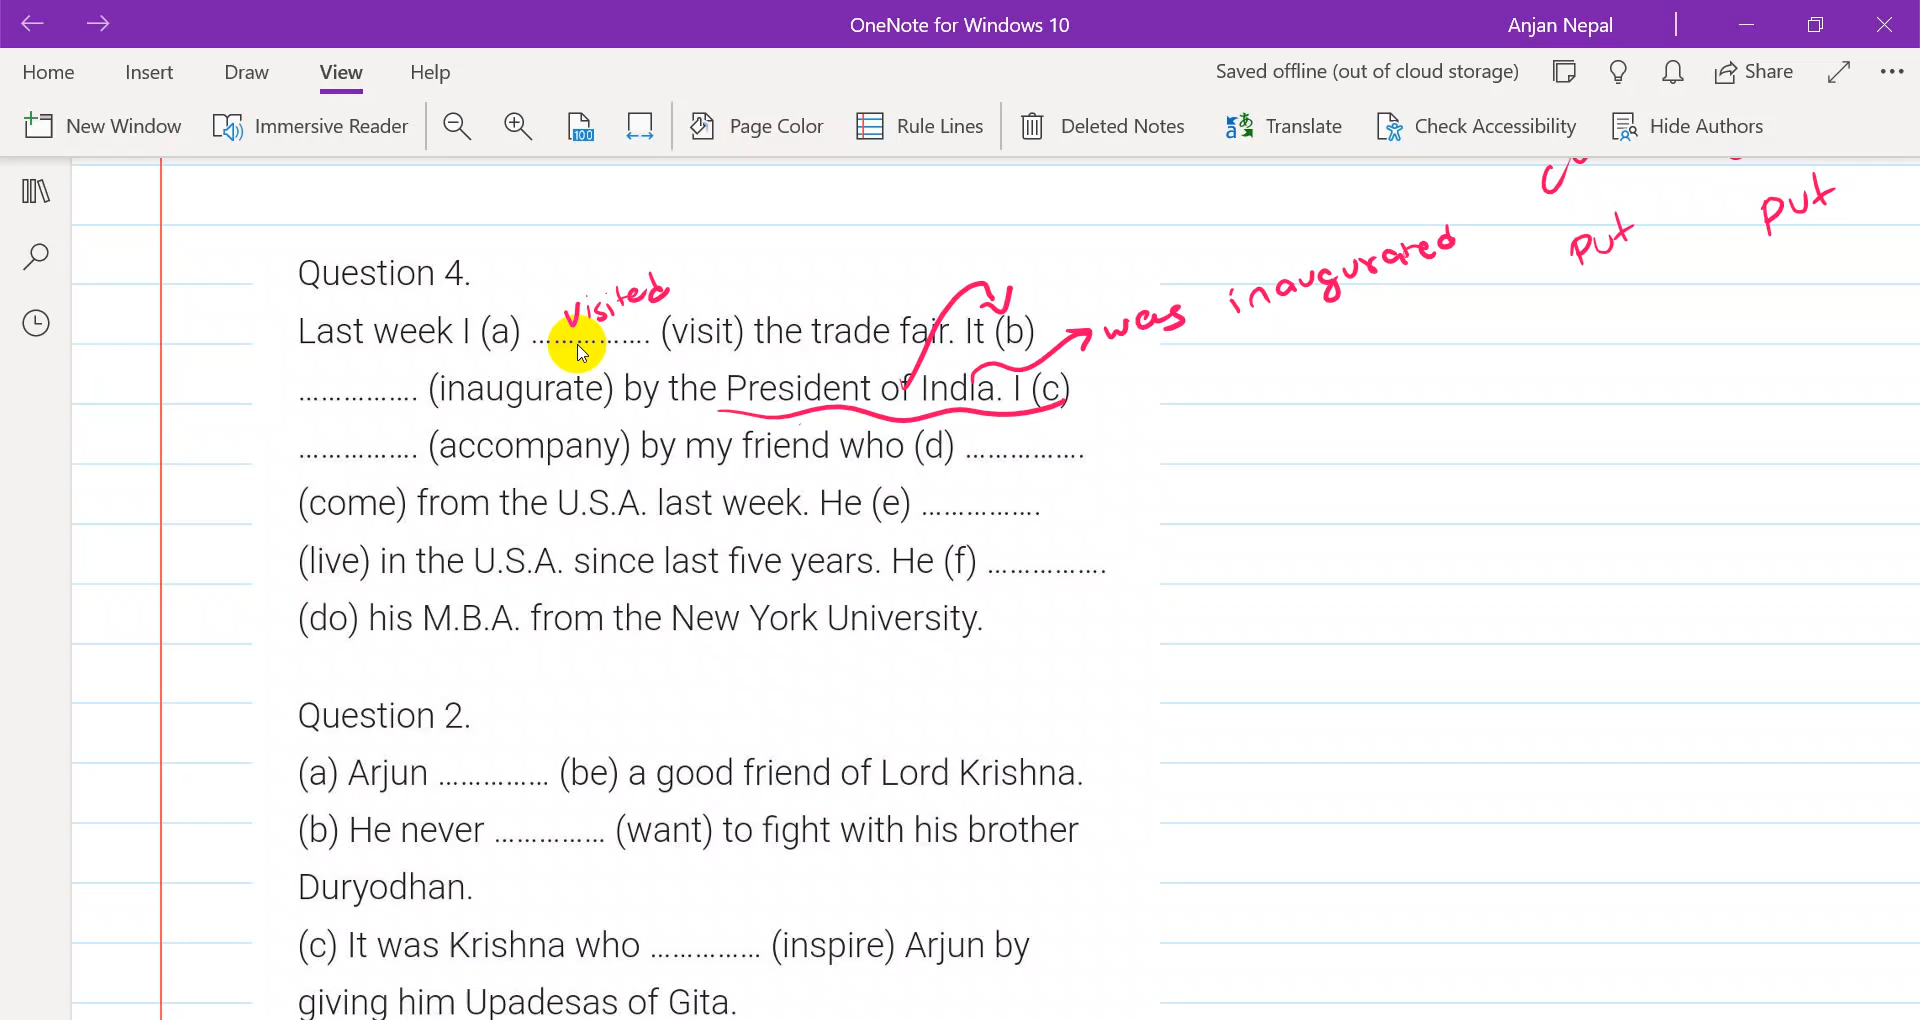 OneNote for Windows 10
Anjan Nepal
Home Insert Draw View Help
Saved offline (out of cloud storage)
Share
New Window
Immersive Reader
100
Page Color
Rule Lines
Deleted Notes
Translate
Check Accessibility
Hide Authors
put
put
was inaugurated
Question 4.
visited
Last week I (a) ................ (visit) the trade fair. It (b)
................ (inaugurate) by the President of India. I (c)
................ (accompany) by my friend who (d) ................
(come) from the U.S.A. last week. He (e) ................
(live) in the U.S.A. since last five years. He (f) ................
(do) his M.B.A. from the New York University.
Question 2.
(a) Arjun ............... (be) a good friend of Lord Krishna.
(b) He never ............... (want) to fight with his brother
Duryodhan.
(c) It was Krishna who ............... (inspire) Arjun by
giving him Upadesas of Gita.